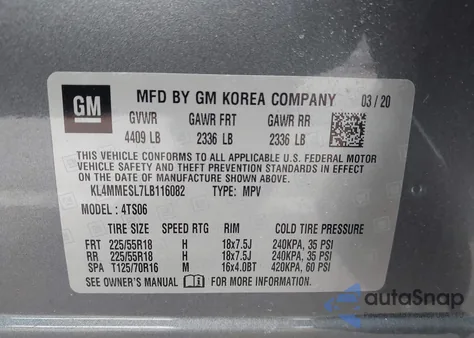 GM
MFD BY GM KOREA COMPANY 03/20
GVWR GAWR FRT GAWR RR
4409 LB 2336 LB 2336 LB
THIS VEHICLE CONFORMS TO ALL APPLICABLE U.S. FEDERAL MOTOR
VEHICLE SAFETY AND THEFT PREVENTION STANDARDS IN EFFECT
ON THE DATE OF MANUFACTURE SHOWN ABOVE.
KL4MMESL7LB116082 TYPE: MPV
MODEL: 4TS06
TIRE SIZE SPEED RTG RIM COLD TIRE PRESSURE
FRT 225/55R18 H 18x7.5J 240KPA, 35 PSI
RR 225/55R18 H 18x7.5J 240KPA, 35 PSI
SPA T125/70R16 M 16x4.0BT 420KPA, 60 PSI
SEE OWNER'S MANUAL FOR MORE INFORMATION
autoSnap